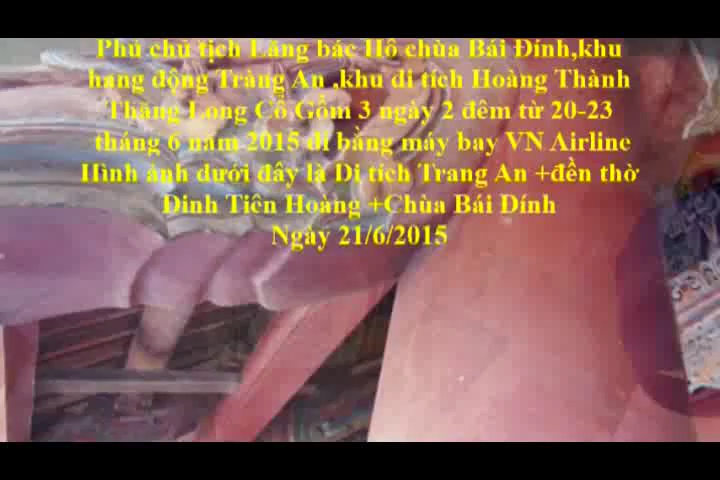 Phủ chủ tịch Lăng bác Hồ chùa Bái Đính,khu
hang động Tràng An ,khu di tích Hoàng Thành
Thăng Long Cổ Gồm 3 ngày 2 đêm từ 20-23
tháng 6 năm 2015 đi bằng máy bay VN Airline
Hình ảnh dưới đây là Di tích Trang An +đền thờ
Dinh Tiên Hoàng +Chùa Bái Dính
Ngày 21/6/2015